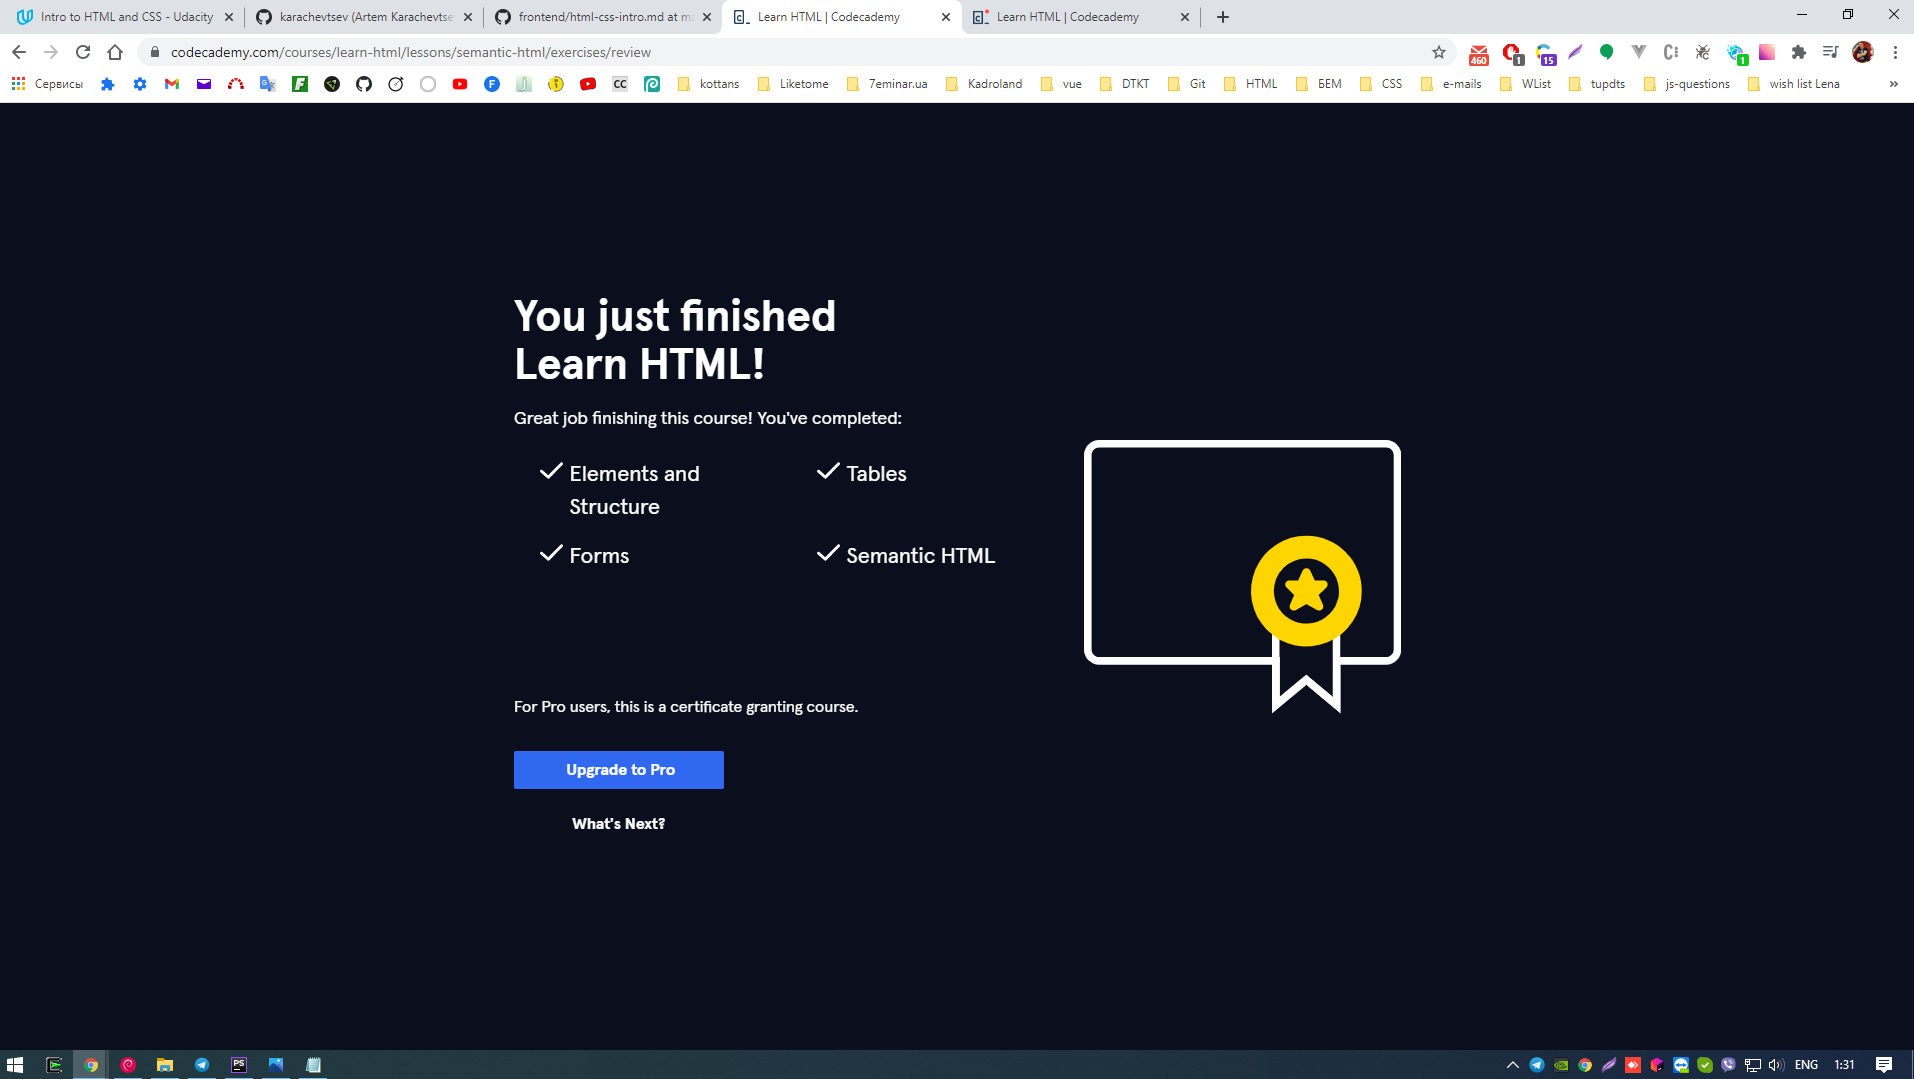 Intro to HTML and CSS - Udacity
karachevtsev (Artem Karachevtse
frontend/html-css-intro.md at ma
Learn HTML | Codecademy
Learn HTML | Codecademy
codecademy.com/courses/learn-html/lessons/semantic-html/exercises/review
460
1
15
1
Сервисы
CC
kottans
Liketome
7eminar.ua
Kadroland
vue
DTKT
Git
HTML
БЕМ
CSS
e-mails
WList
tupdts
js-questions
wish list Lena
You just finished
Learn HTML!
Great job finishing this course! You've completed:
Elements and
Structure
Tables
Forms
Semantic HTML
For Pro users, this is a certificate granting course.
Upgrade to Pro
What's Next?
PS
ENG
1:31